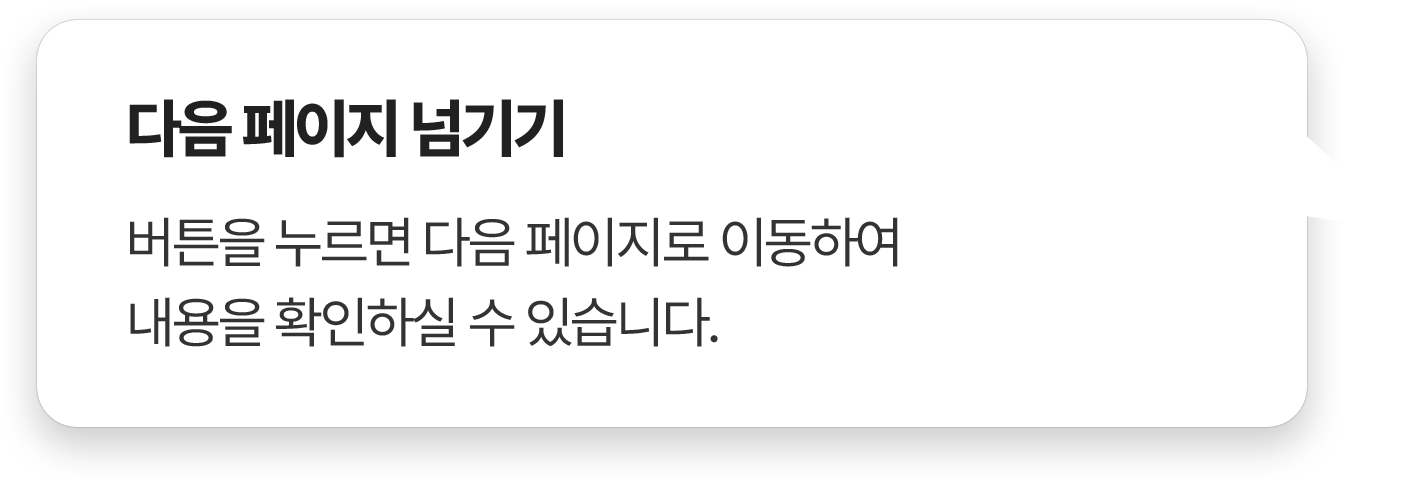 다음 페이지 넘기기
버튼을 누르면 다음 페이지로 이동하여
내용을 확인하실 수 있습니다.